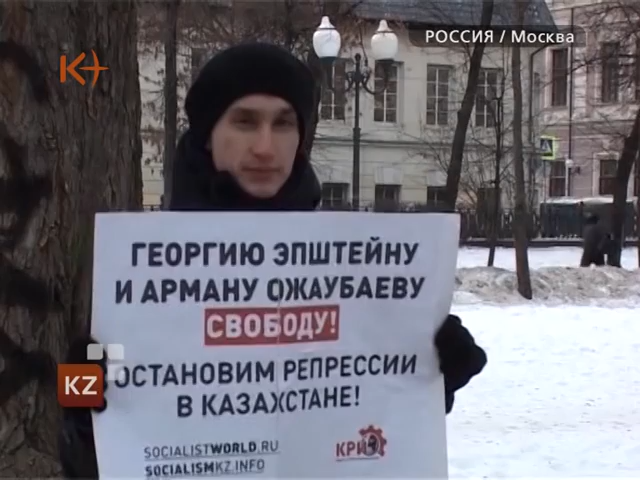 РОССИЯ / Москва
K+
ГЕОРГИЮ ЭПШТЕЙНУ
И АРМАНУ ОЖАУБАЕВУ
СВОБОДУ!
ОСТАНОВИМ РЕПРЕССИИ
В КАЗАХСТАНЕ!
KZ
SOCIALISTWORLD.RU
SOCIALISMKZ.INFO
КРИ